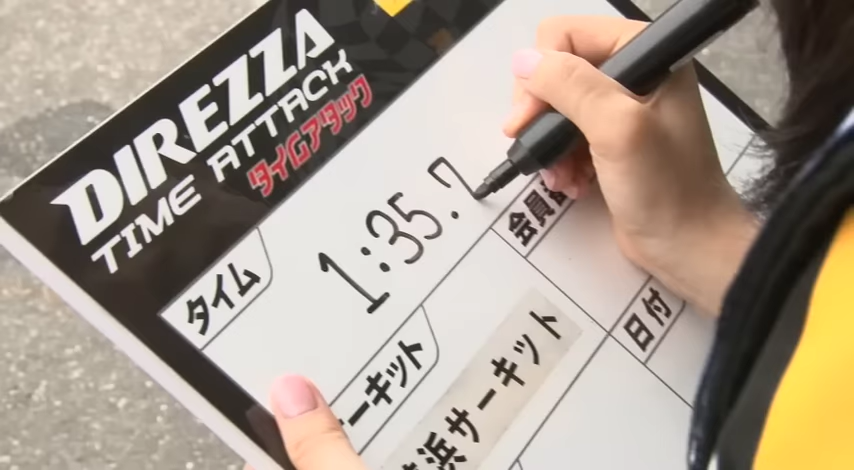 DIREZZA
TIME ATTACK
タイムアタック
タイム
1:35.7
会員
ーキット
浜サーキット
日付